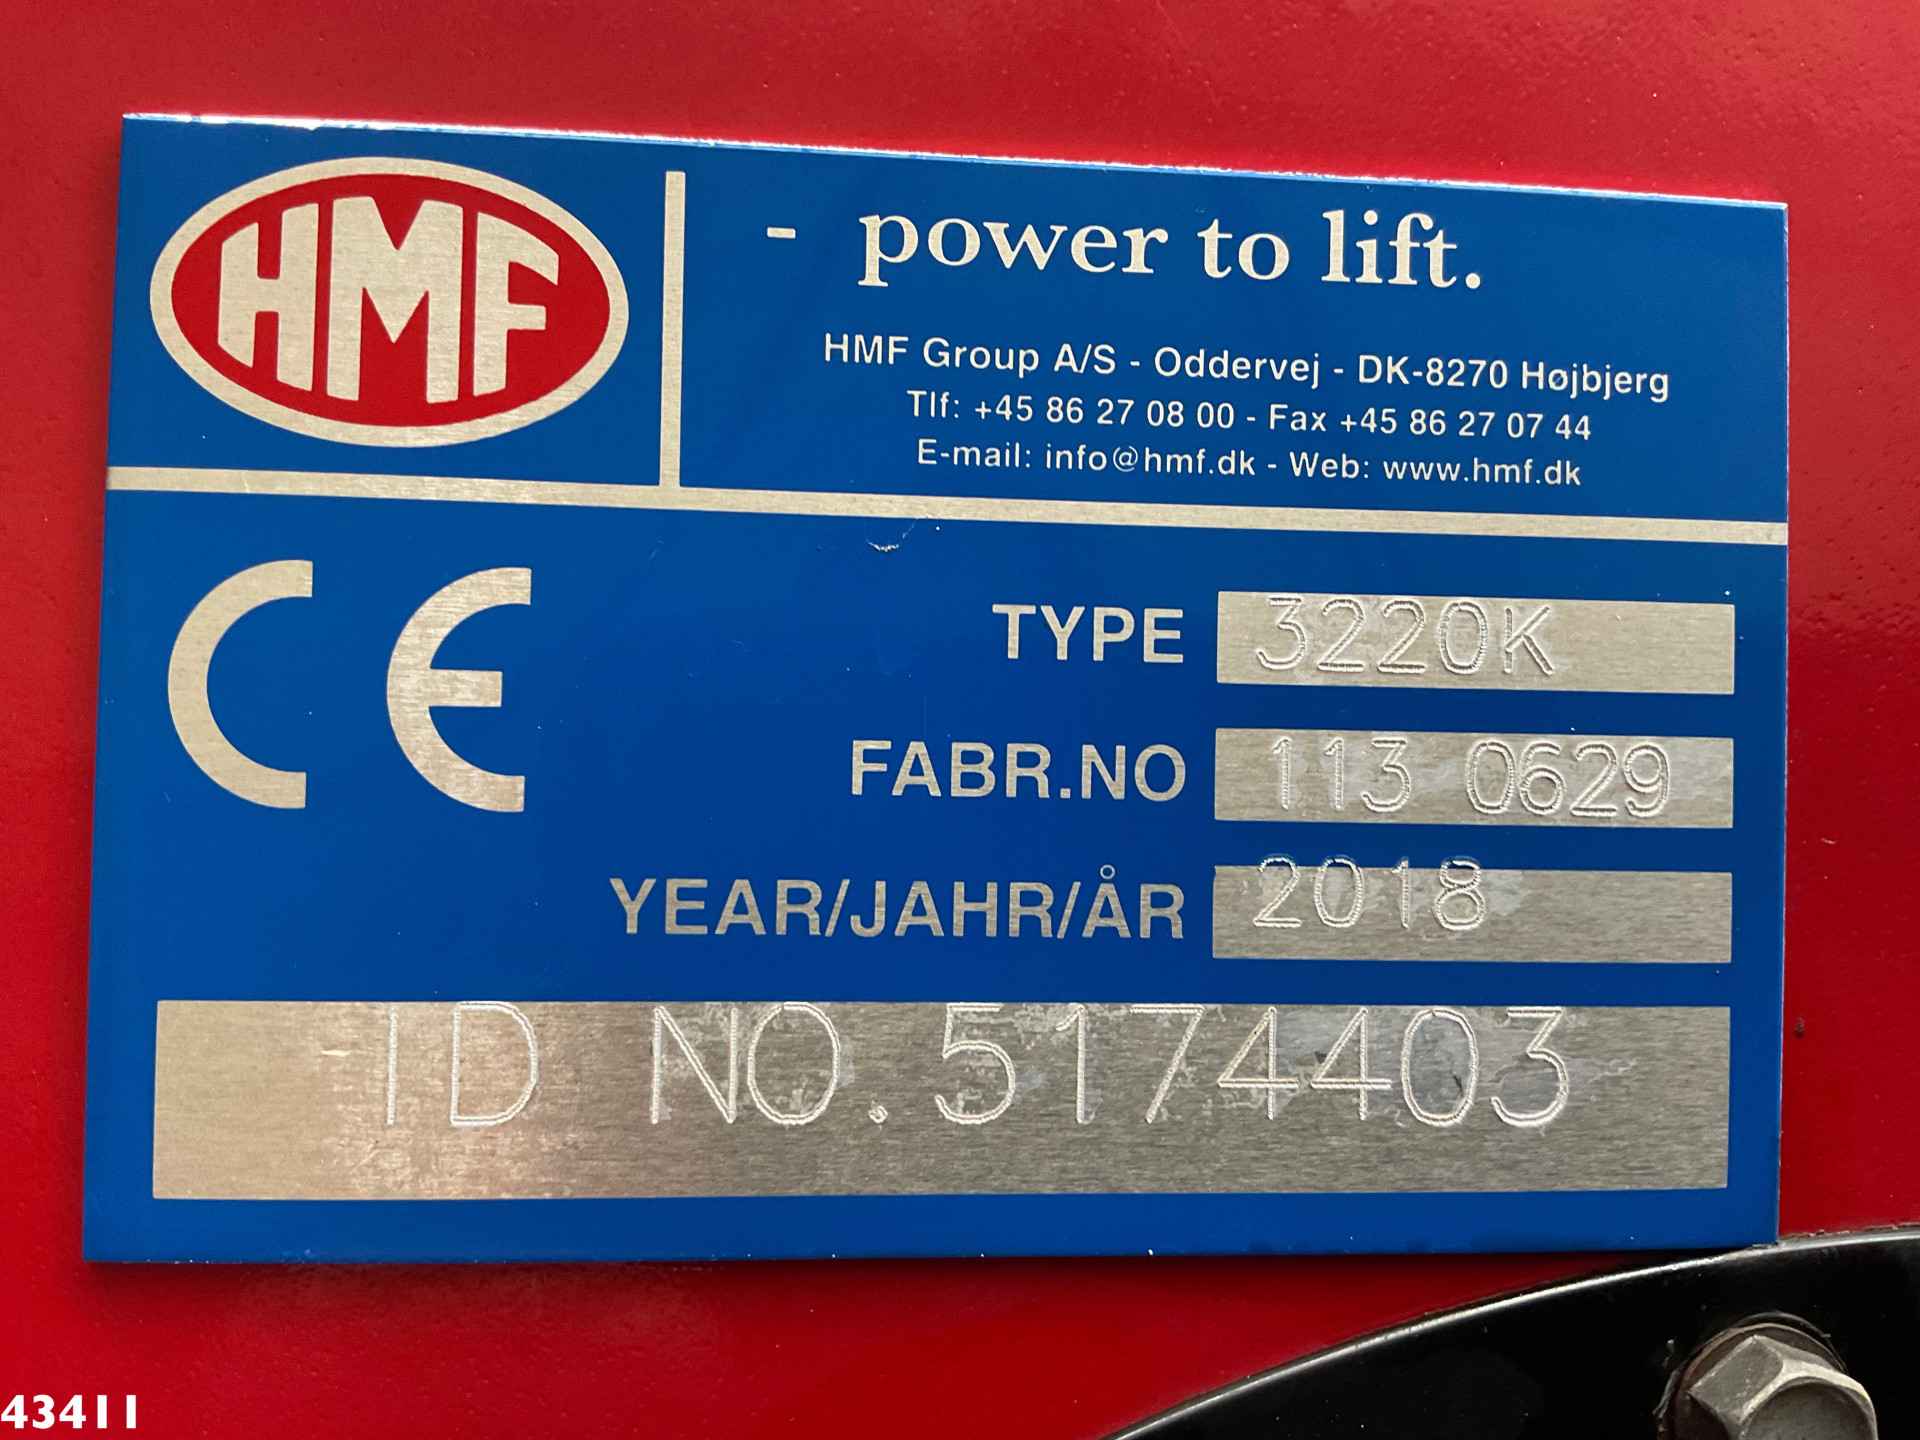 HMF
- power to lift.
HMF Group A/S - Oddervej - DK-8270 Højbjerg
Tlf: +45 86 27 08 00 - Fax +45 86 27 07 44
E-mail: info@hmf.dk - Web: www.hmf.dk
CE
TYPE 3220K
FABR.NO 113 0629
YEAR/JAHR/ÅR 2018
ID NO.5174403
43411